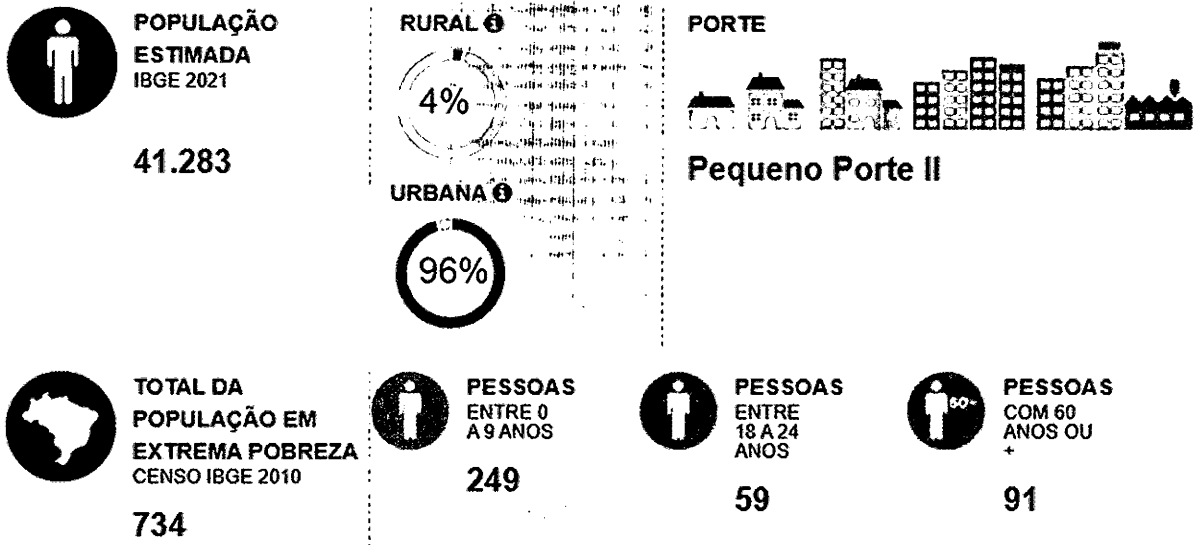 POPULAÇÃO
ESTIMADA
IBGE 2021
41.283
RURAL
4%
URBANA
96%
PORTE
Pequeno Porte II
TOTAL DA
POPULAÇÃO EM
EXTREMA POBREZA
CENSO IBGE 2010
734
PESSOAS
ENTRE 0
A 9 ANOS
249
PESSOAS
ENTRE
18 A 24
ANOS
59
60+
PESSOAS
COM 60
ANOS OU
+
91